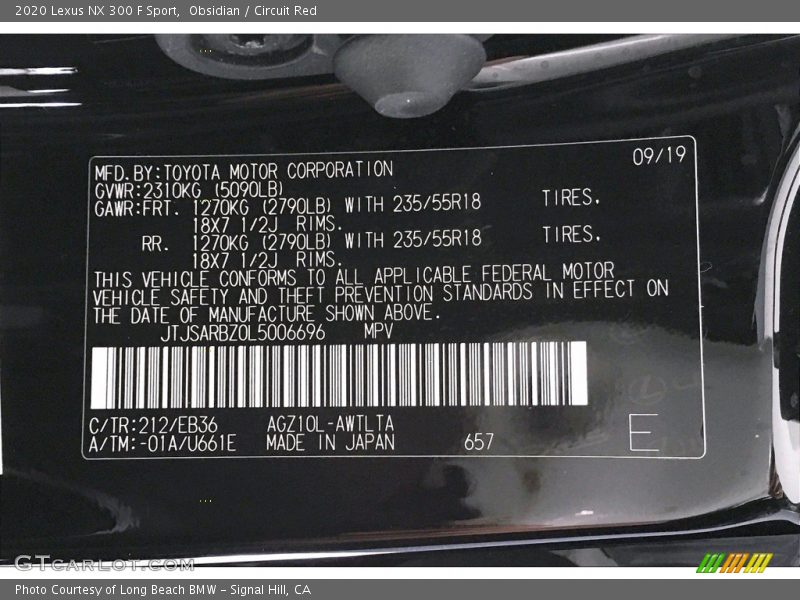 2020 Lexus NX 300 F Sport, Obsidian / Circuit Red
09/19
MFD.BY:TOYOTA MOTOR CORPORATION
GVWR:2310KG (5090LB)
GAWR:FRT. 1270KG (2790LB) WITH 235/55R18 TIRES.
18X7 1/2J RIMS.
RR. 1270KG (2790LB) WITH 235/55R18 TIRES.
18X7 1/2J RIMS.
THIS VEHICLE CONFORMS TO ALL APPLICABLE FEDERAL MOTOR
VEHICLE SAFETY AND THEFT PREVENTION STANDARDS IN EFFECT ON
THE DATE OF MANUFACTURE SHOWN ABOVE.
JTJSARBZ0L5006696 MPV
C/TR:212/EB36 AGZ10L-AWTLTA
A/TM:-01A/U661E MADE IN JAPAN 657 E
GTCARLOT.COM
Photo Courtesy of Long Beach BMW - Signal Hill, CA